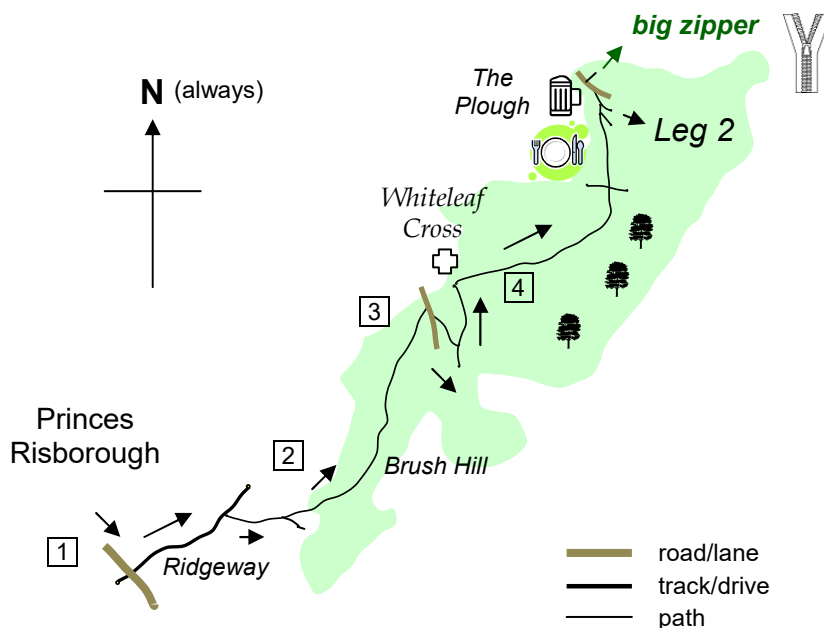 big zipper
The
Plough
N (always)
Leg 2
Whiteleaf
Cross
3
4
Princes
Risborough
2
Brush Hill
1
Ridgeway
road/lane
track/drive
path